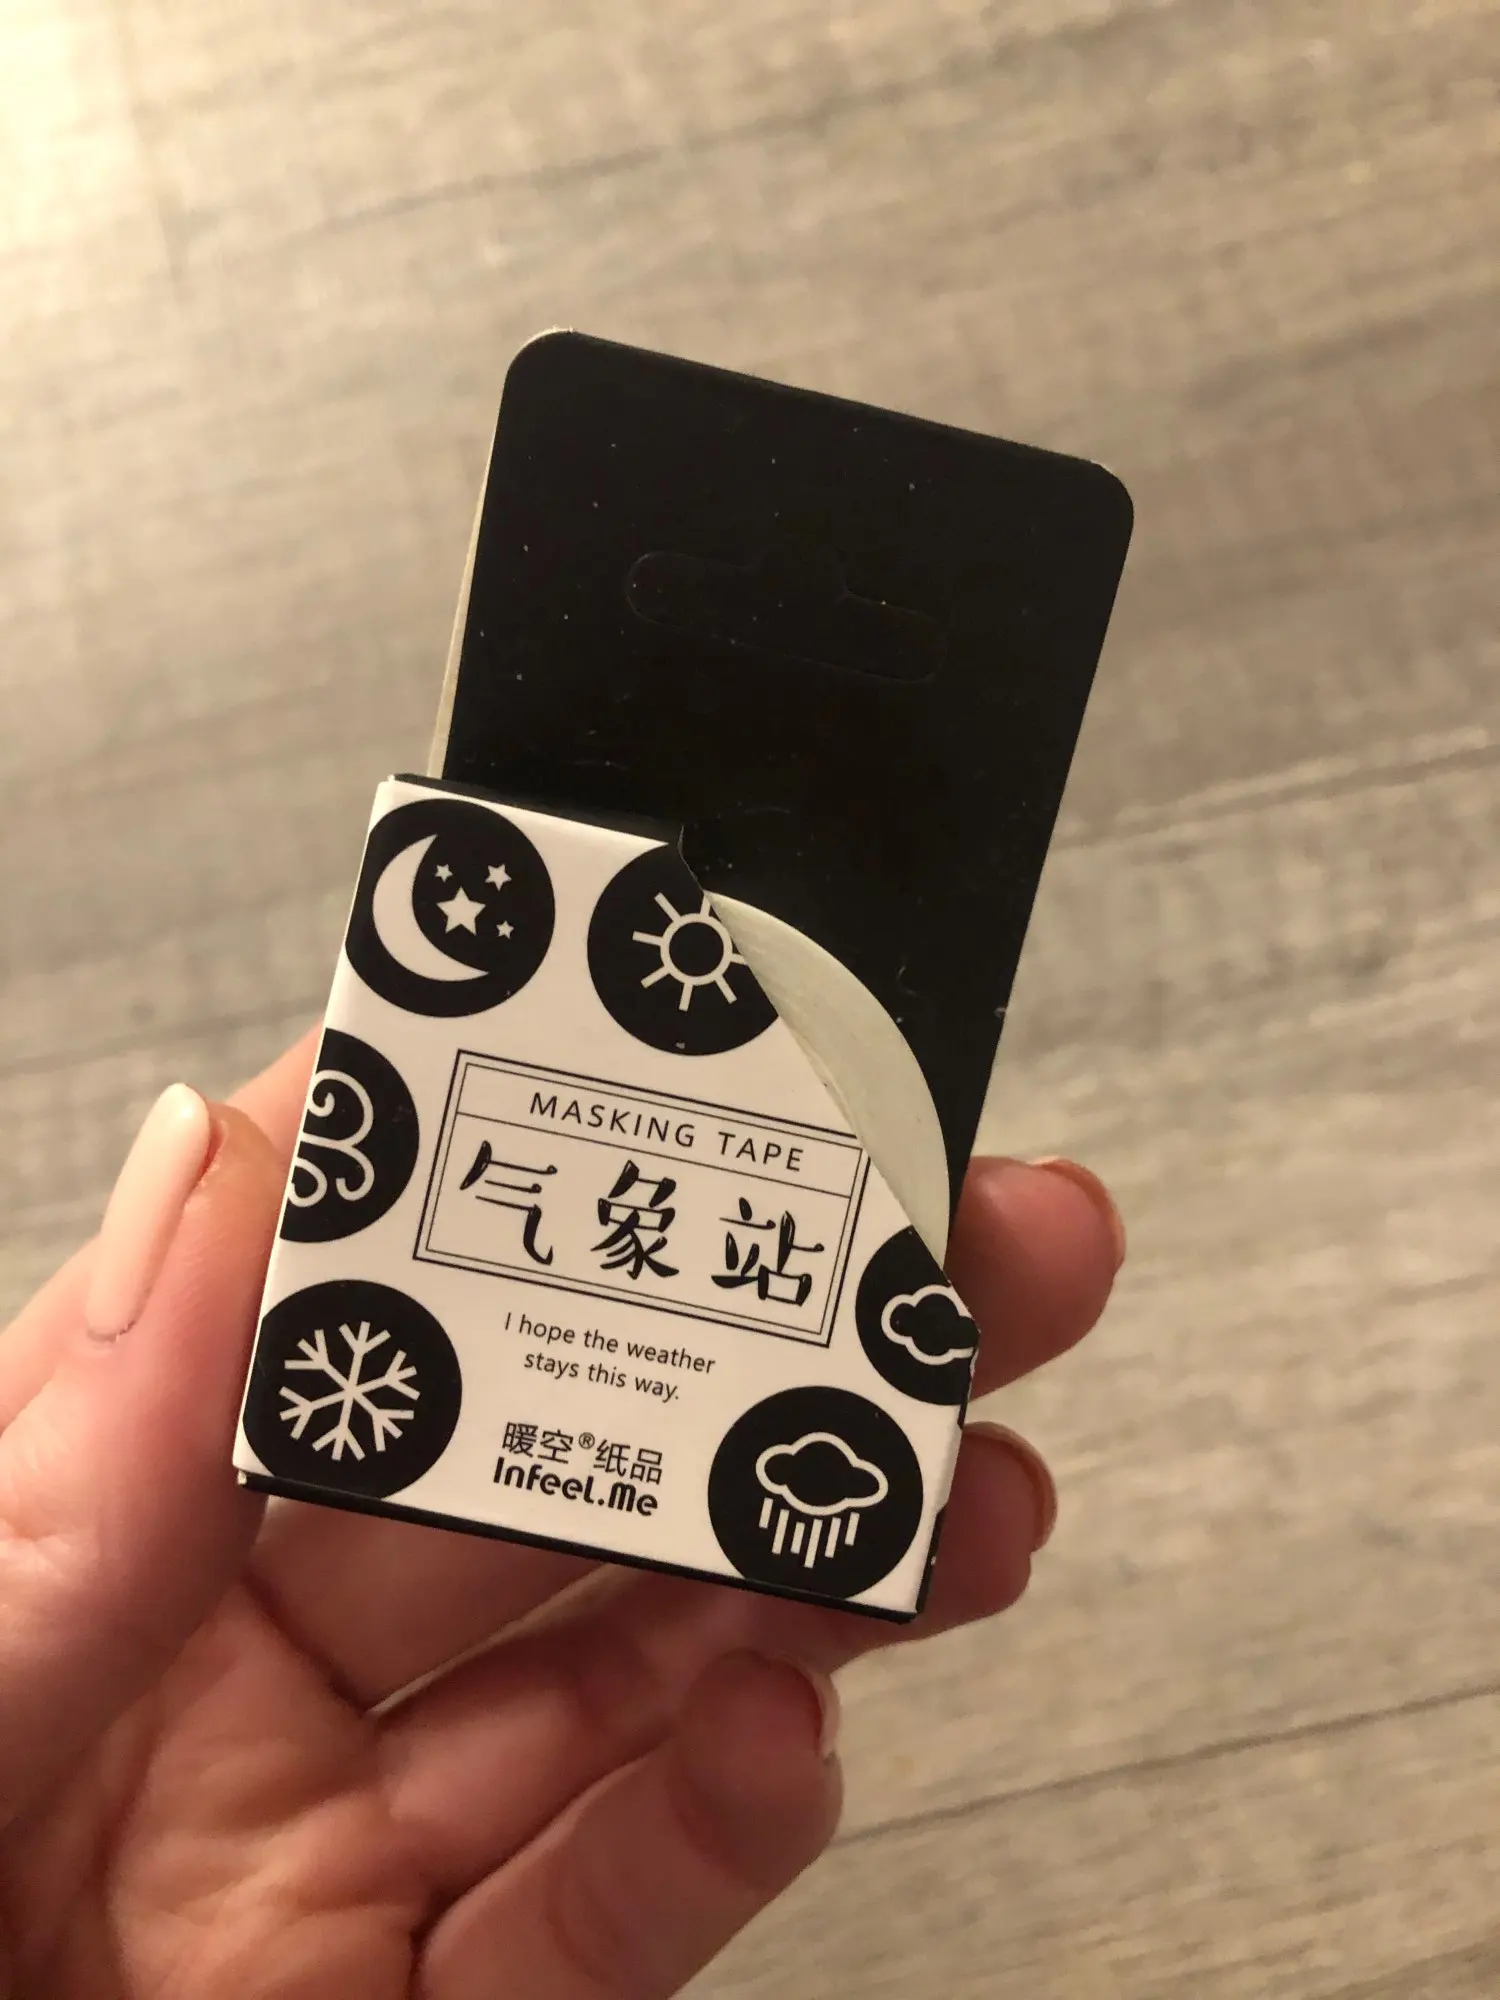 MASKING TAPE
气象站
I hope the weather
stays this way.
暖空®纸品
InFeeL.Me